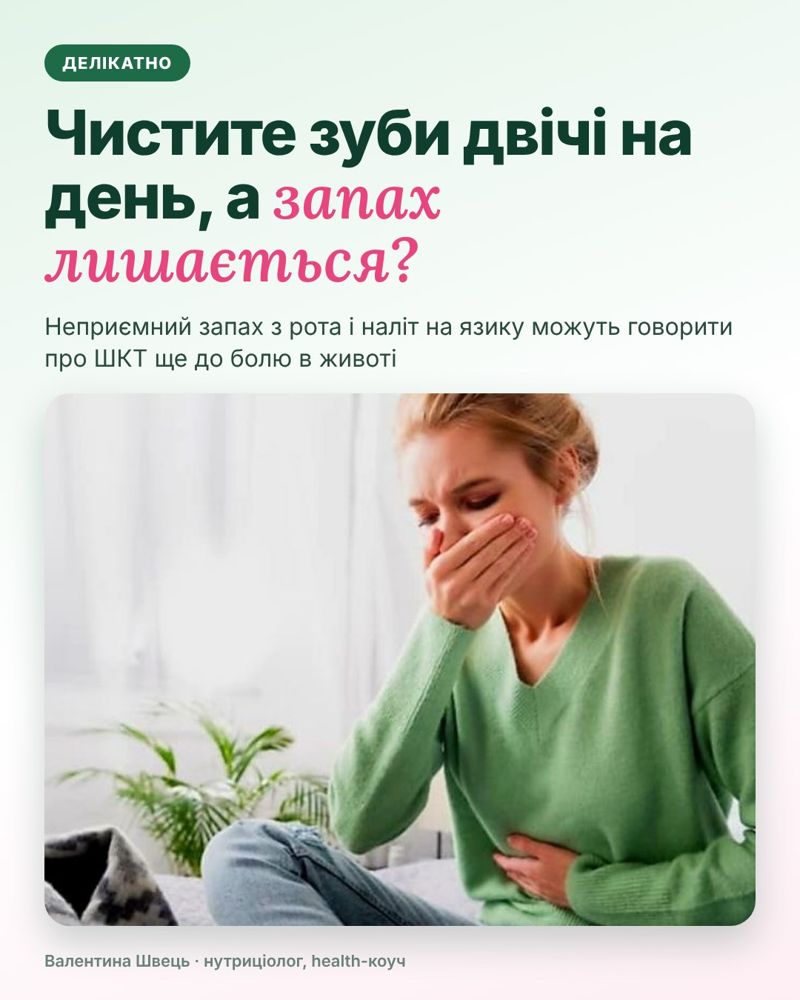 ДЕЛІКАТНО
Чистите зуби двічі на
день, а запах
лишається?
Неприємний запах з рота і наліт на язику можуть говорити
про ШКТ ще до болю в животі
Валентина Швець · нутриціолог, health-коуч